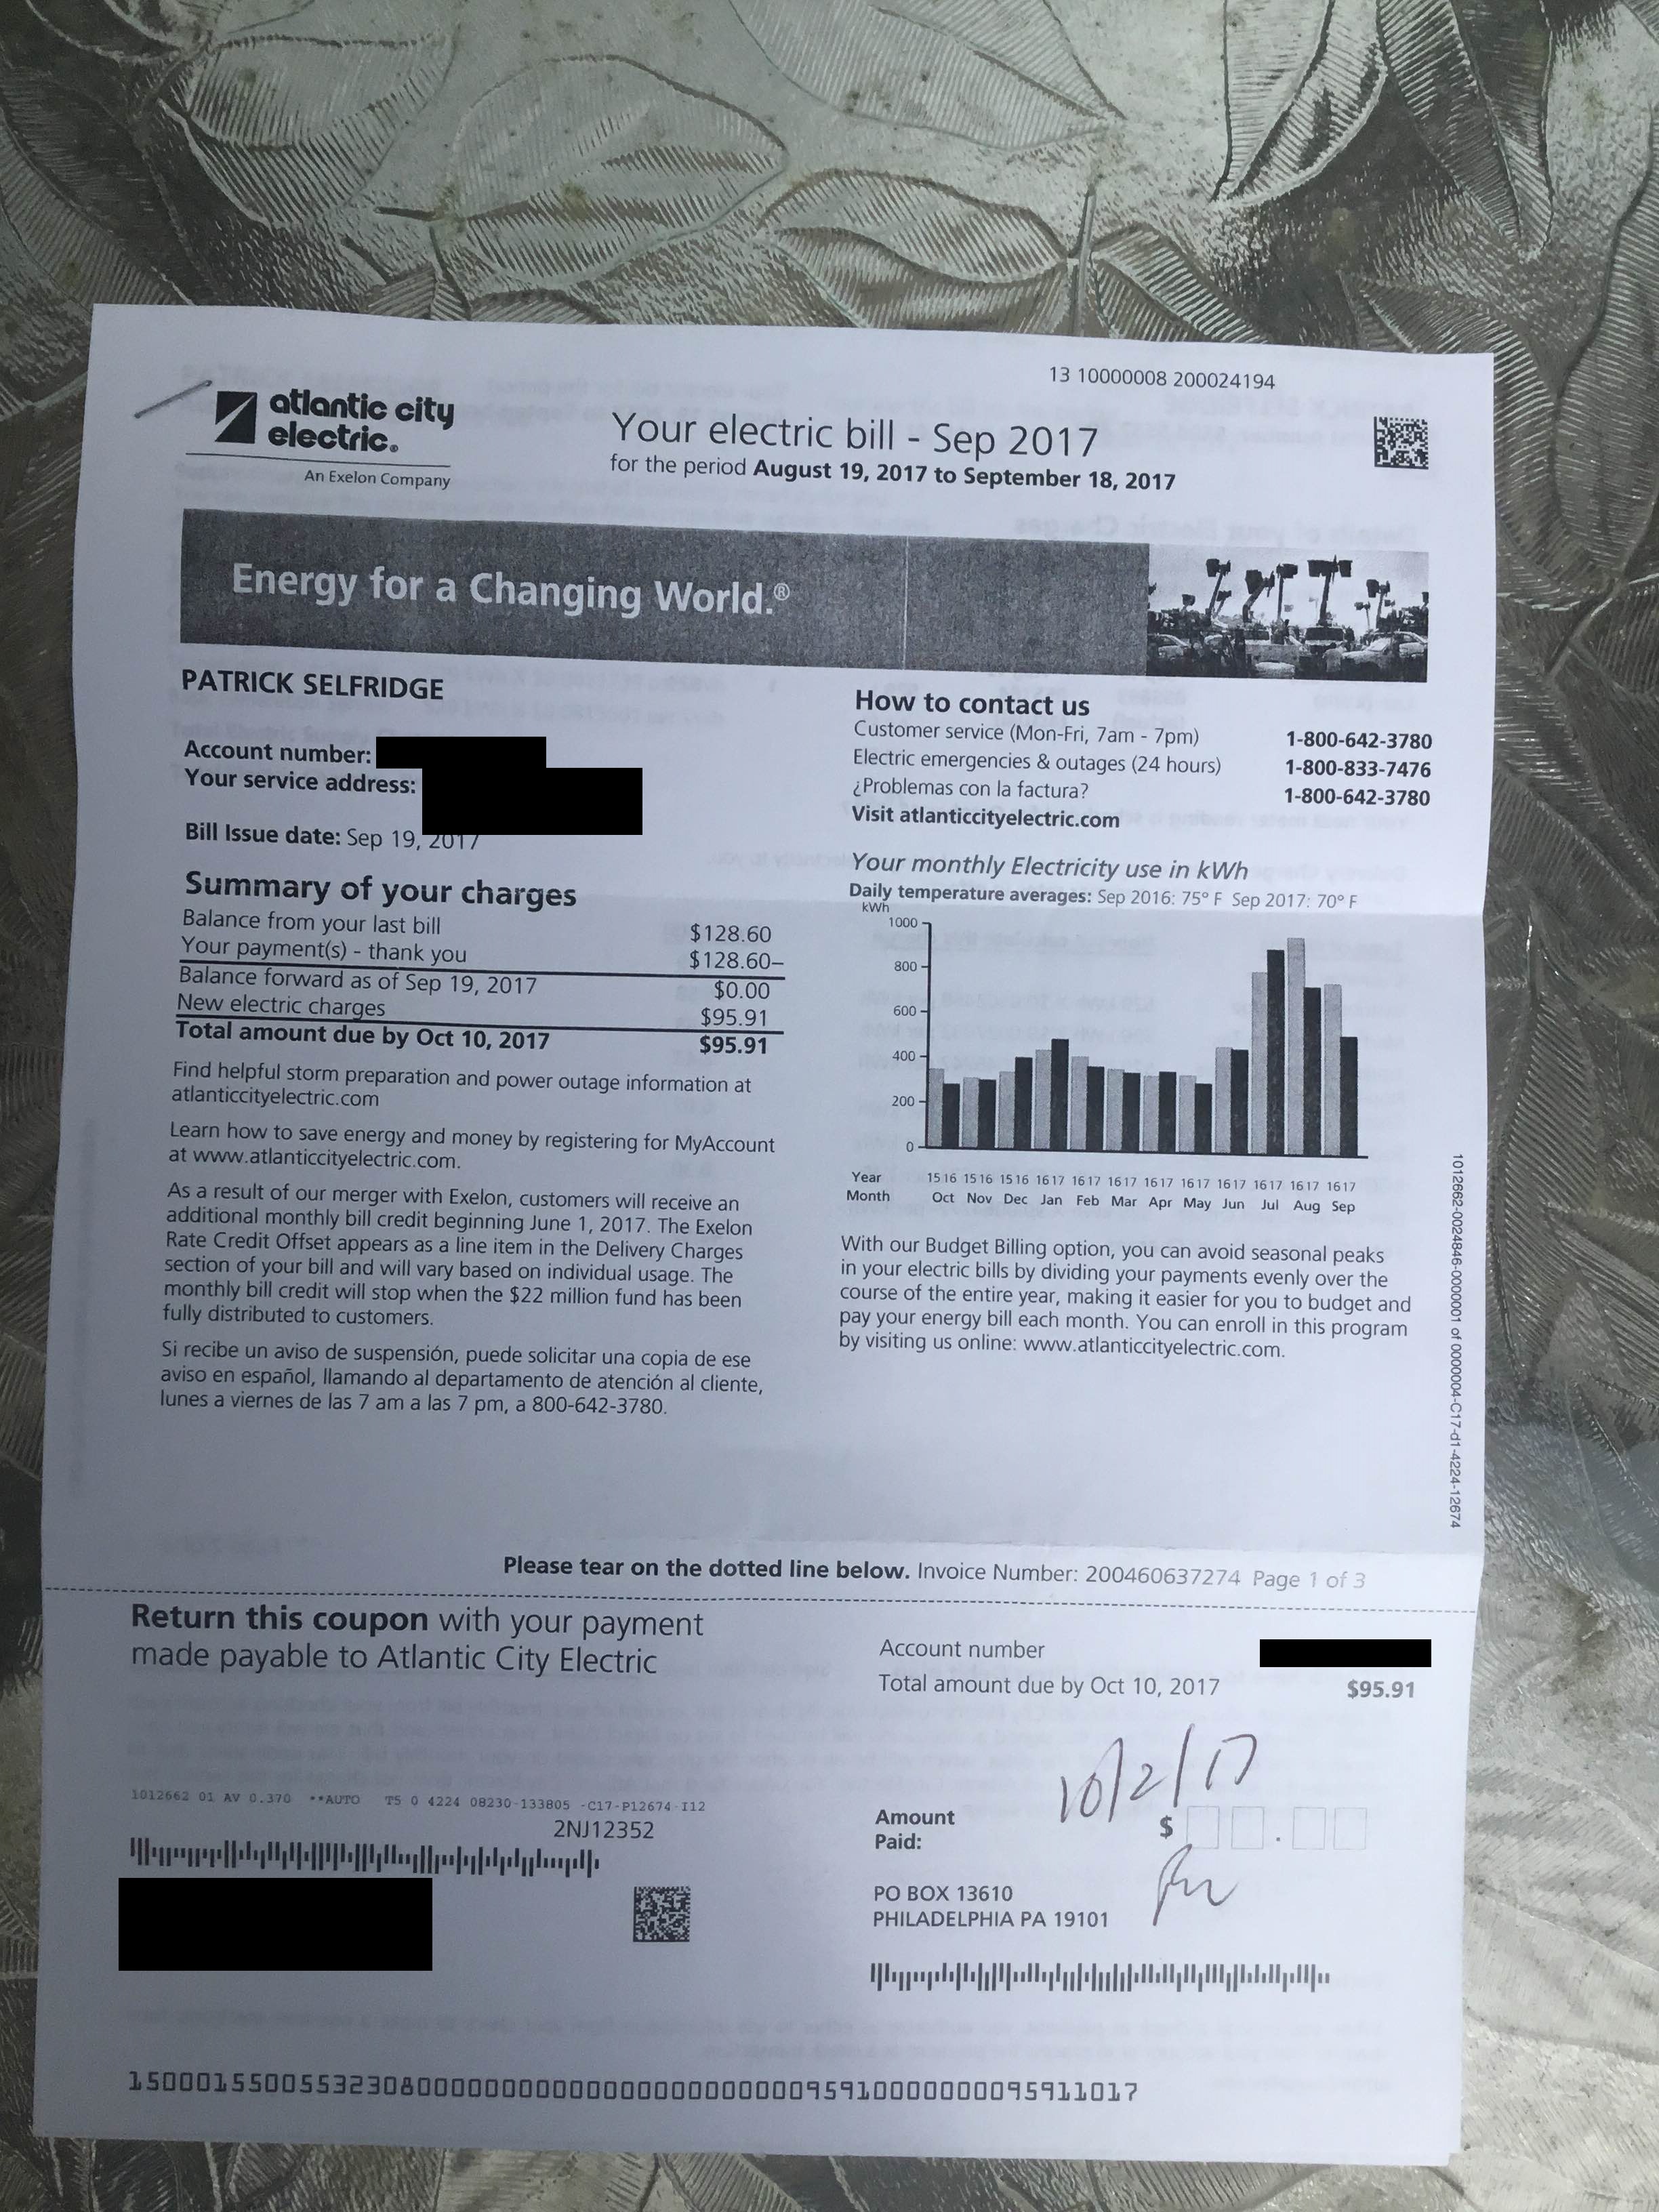 13 10000008 200024194
atlantic city
electric®
An Exelon Company
Your electric bill - Sep 2017
for the period August 19, 2017 to September 18, 2017
Energy for a Changing World.®
PATRICK SELFRIDGE
Account number:
Your service address:
Bill Issue date: Sep 19, 2017
Summary of your charges
Balance from your last bill $128.60
Your payment(s) - thank you $128.60–
Balance forward as of Sep 19, 2017 $0.00
New electric charges $95.91
Total amount due by Oct 10, 2017 $95.91
Find helpful storm preparation and power outage information at
atlanticcityelectric.com
Learn how to save energy and money by registering for MyAccount
at www.atlanticcityelectric.com.
As a result of our merger with Exelon, customers will receive an
additional monthly bill credit beginning June 1, 2017. The Exelon
Rate Credit Offset appears as a line item in the Delivery Charges
section of your bill and will vary based on individual usage. The
monthly bill credit will stop when the $22 million fund has been
fully distributed to customers.
Si recibe un aviso de suspensión, puede solicitar una copia de ese
aviso en español, llamando al departamento de atención al cliente,
lunes a viernes de las 7 am a las 7 pm, a 800-642-3780.
How to contact us
Customer service (Mon-Fri, 7am - 7pm) 1-800-642-3780
Electric emergencies & outages (24 hours) 1-800-833-7476
¿Problemas con la factura? 1-800-642-3780
Visit atlanticcityelectric.com
Your monthly Electricity use in kWh
Daily temperature averages: Sep 2016: 75° F Sep 2017: 70° F
kWh
1000
800
600
400
200
0
Year 15 16 15 16 15 16 16 17 16 17 16 17 16 17 16 17 16 17 16 17 16 17 16 17
Month Oct Nov Dec Jan Feb Mar Apr May Jun Jul Aug Sep
With our Budget Billing option, you can avoid seasonal peaks
in your electric bills by dividing your payments evenly over the
course of the entire year, making it easier for you to budget and
pay your energy bill each month. You can enroll in this program
by visiting us online: www.atlanticcityelectric.com.
1012662-0024846-0000001 of 0000004-C17-d1-4224-12674
Please tear on the dotted line below. Invoice Number: 200460637274 Page 1 of 3
Return this coupon with your payment
made payable to Atlantic City Electric
Account number
Total amount due by Oct 10, 2017 $95.91
10/2/17
1012662 01 AV 0.370 **AUTO T5 0 4224 08230-133805 -C17-P12674-I12
2NJ12352
Amount
Paid:
$ .
PO BOX 13610
PHILADELPHIA PA 19101